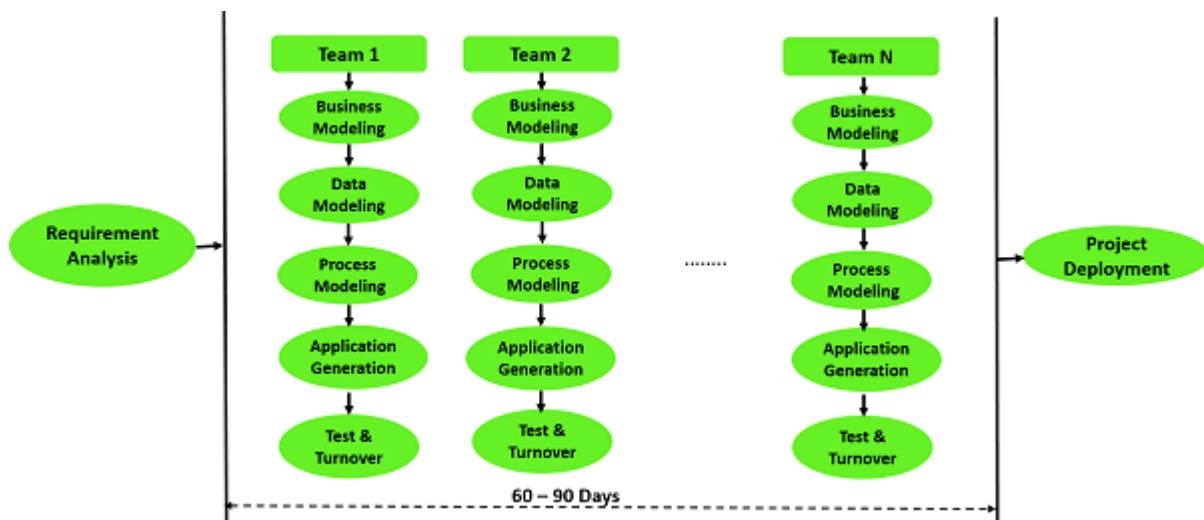 Team 1
Business
Modeling
Data
Modeling
Process
Modeling
Application
Generation
Test &
Turnover
Team 2
Business
Modeling
Data
Modeling
Process
Modeling
Application
Generation
Test &
Turnover
........
Team N
Business
Modeling
Data
Modeling
Process
Modeling
Application
Generation
Test &
Turnover
Requirement
Analysis
Project
Deployment
60 – 90 Days